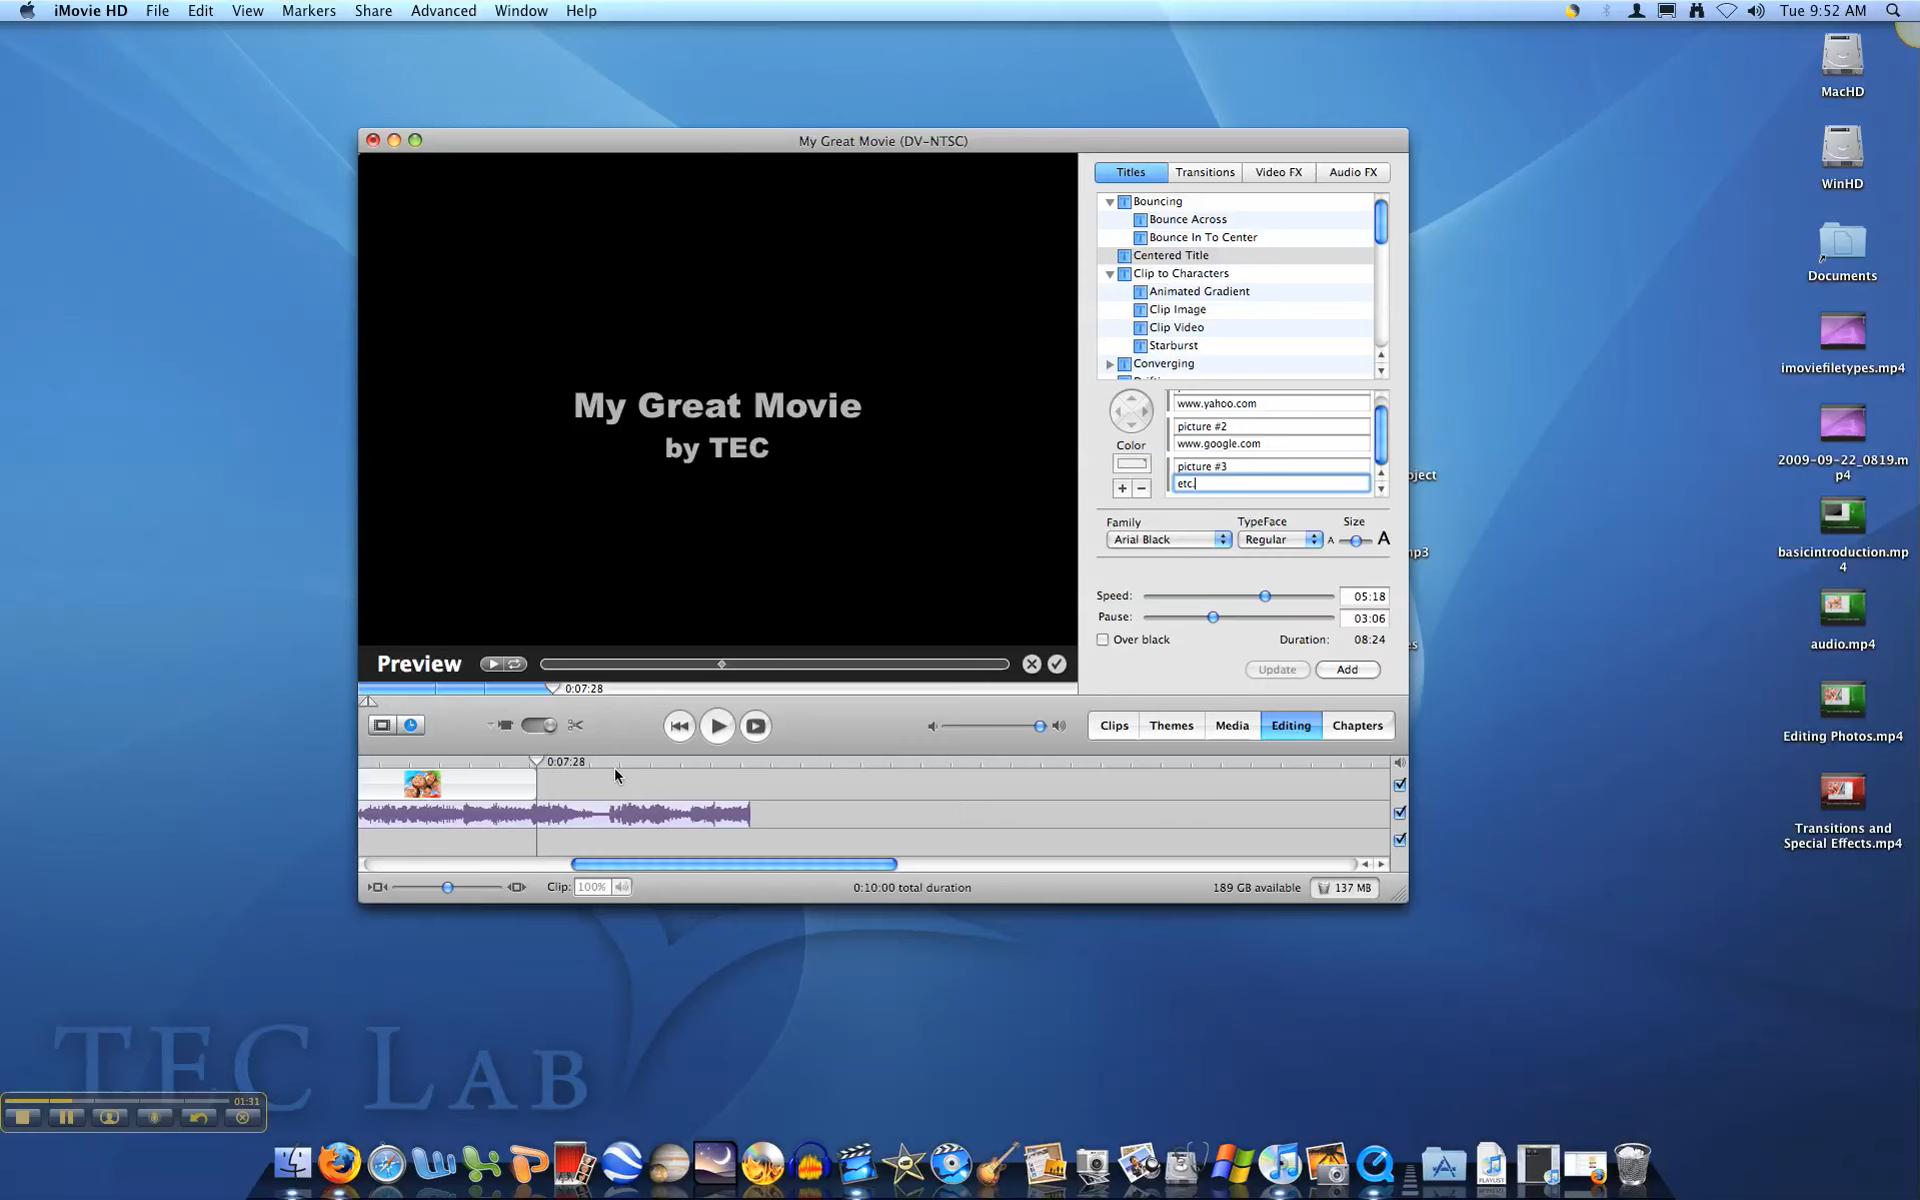 iMovie HD File Edit View Markers Share Advanced Window Help Tue 9:52 AM
My Great Movie (DV-NTSC)
My Great Movie
by TEC
Preview
0:07:28
Titles Transitions Video FX Audio FX
Bouncing
Bounce Across
Bounce In To Center
Centered Title
Clip to Characters
Animated Gradient
Clip Image
Clip Video
Starburst
Converging
www.yahoo.com
picture #2
www.google.com
picture #3
etc.
Color
Family TypeFace Size
Arial Black Regular A A
Speed: 05:18
Pause: 03:06
Over black Duration: 08:24
Update Add
Clips Themes Media Editing Chapters
0:07:28
Clip: 100% 0:10:00 total duration 189 GB available 137 MB
MacHD
WinHD
Documents
imoviefiletypes.mp4
2009-09-22_0819.m
p4
basicintroduction.mp
4
audio.mp4
Editing Photos.mp4
Transitions and
Special Effects.mp4
TEC LAB
01:31
PLAYLIST